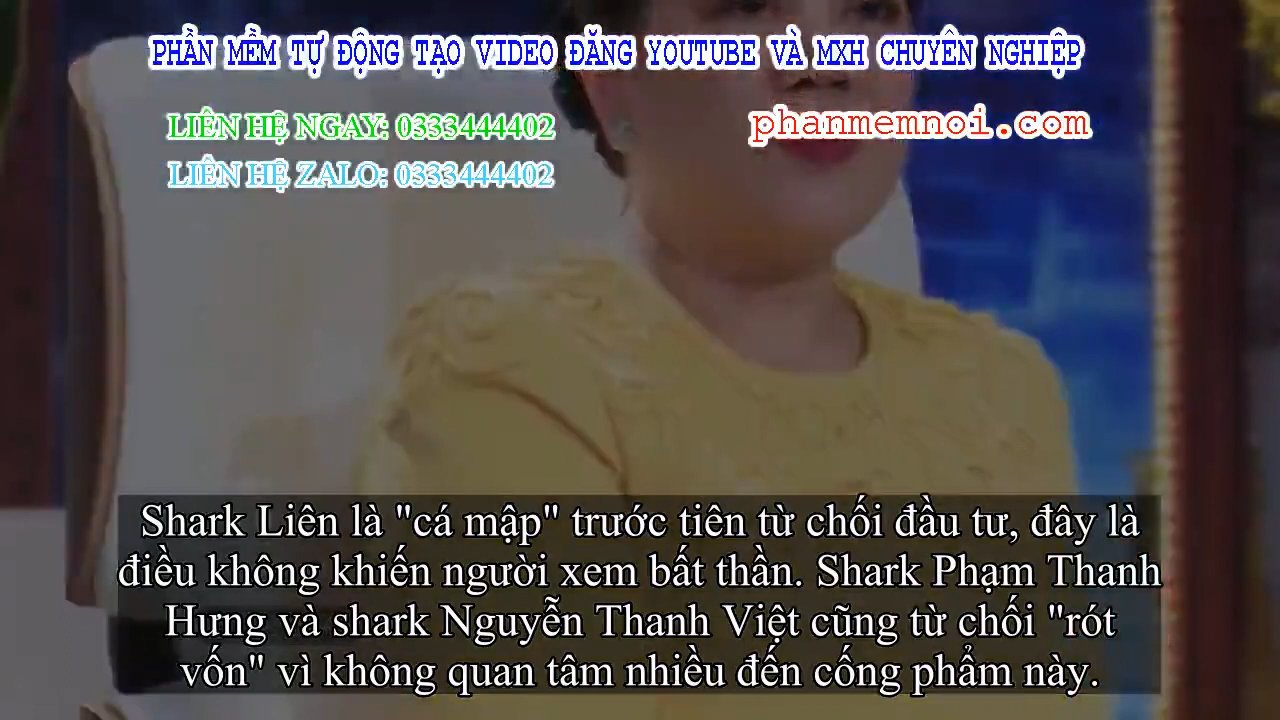 PHẦN MỀM TỰ ĐỘNG TẠO VIDEO ĐĂNG YOUTUBE VÀ MXH CHUYÊN NGHIỆP
LIÊN HỆ NGAY: 0333444402
phanmemnoi.com
LIÊN HỆ ZALO: 0333444402
Shark Liên là "cá mập" trước tiên từ chối đầu tư, đây là
điều không khiến người xem bất thần. Shark Phạm Thanh
Hưng và shark Nguyễn Thanh Việt cũng từ chối "rót
vốn" vì không quan tâm nhiều đến cống phẩm này.